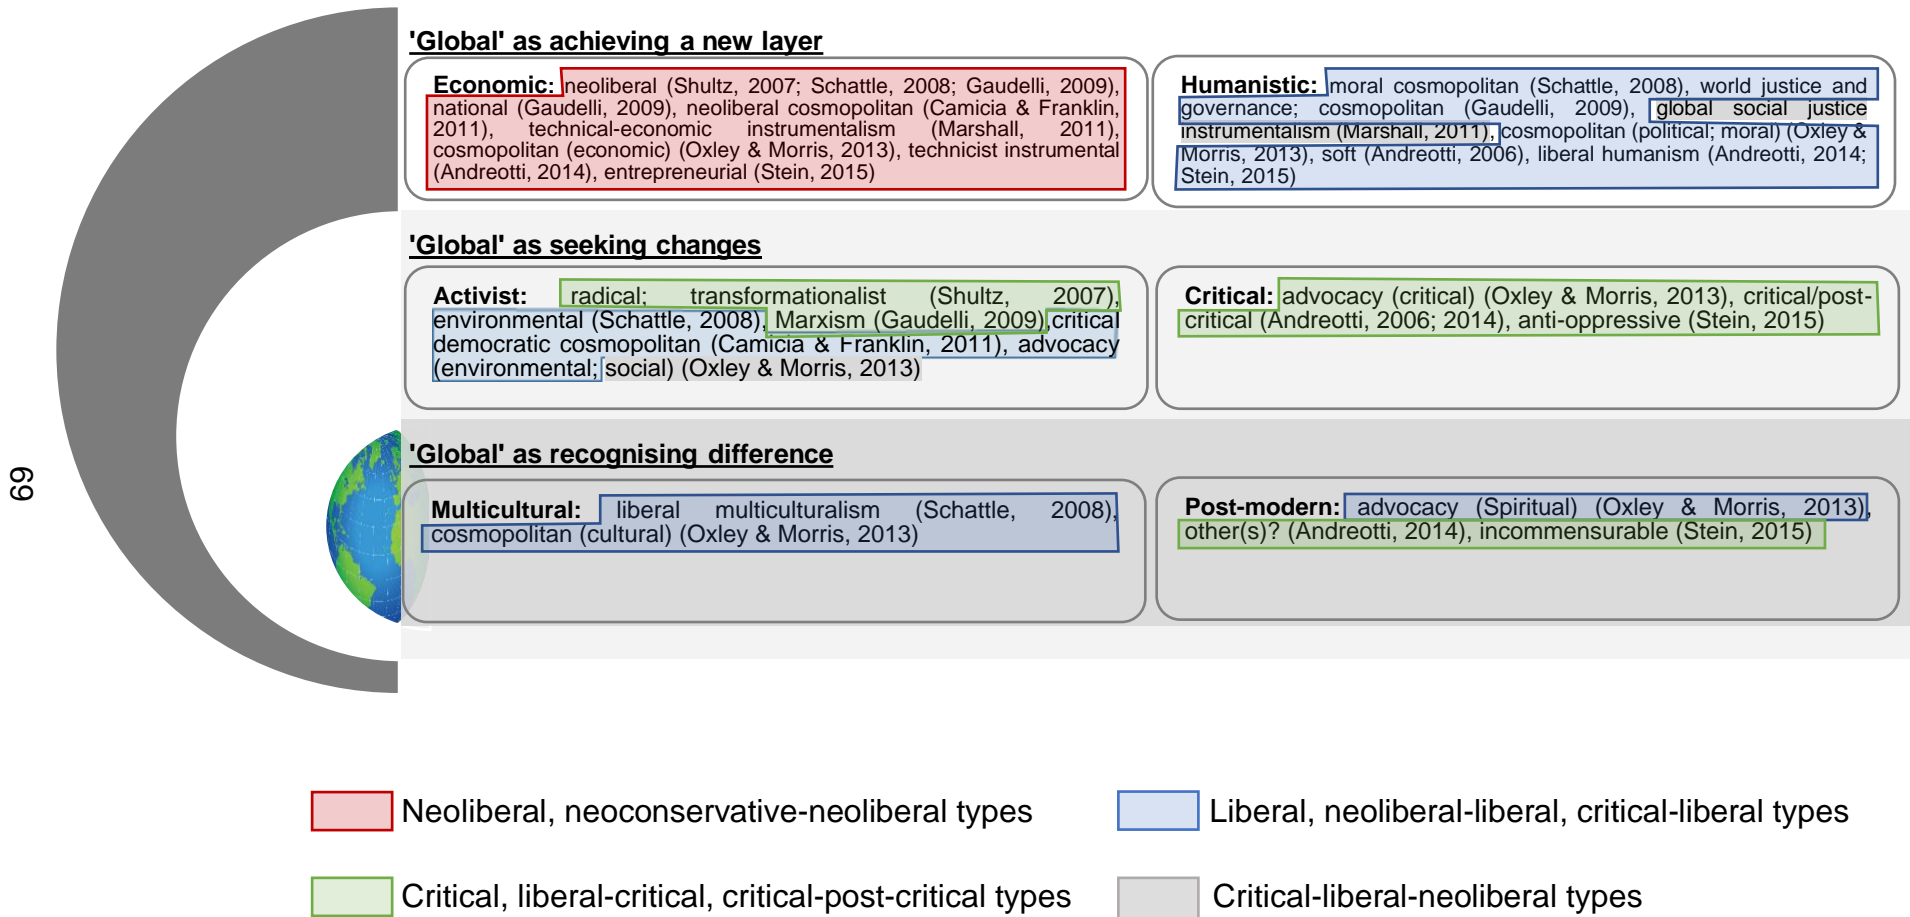 'Global' as achieving a new layer
Economic: neoliberal (Shultz, 2007; Schattle, 2008; Gaudelli, 2009),
national (Gaudelli, 2009), neoliberal cosmopolitan (Camicia & Franklin,
2011), technical-economic instrumentalism (Marshall, 2011),
cosmopolitan (economic) (Oxley & Morris, 2013), technicist instrumental
(Andreotti, 2014), entrepreneurial (Stein, 2015)
Humanistic: moral cosmopolitan (Schattle, 2008), world justice and
governance; cosmopolitan (Gaudelli, 2009), global social justice
instrumentalism (Marshall, 2011), cosmopolitan (political; moral) (Oxley &
Morris, 2013), soft (Andreotti, 2006), liberal humanism (Andreotti, 2014;
Stein, 2015)
'Global' as seeking changes
Activist: radical; transformationalist (Shultz, 2007),
environmental (Schattle, 2008), Marxism (Gaudelli, 2009),critical
democratic cosmopolitan (Camicia & Franklin, 2011), advocacy
(environmental; social) (Oxley & Morris, 2013)
Critical: advocacy (critical) (Oxley & Morris, 2013), critical/post-
critical (Andreotti, 2006; 2014), anti-oppressive (Stein, 2015)
'Global' as recognising difference
Multicultural: liberal multiculturalism (Schattle, 2008),
cosmopolitan (cultural) (Oxley & Morris, 2013)
Post-modern: advocacy (Spiritual) (Oxley & Morris, 2013),
other(s)? (Andreotti, 2014), incommensurable (Stein, 2015)
69
Neoliberal, neoconservative-neoliberal types
Liberal, neoliberal-liberal, critical-liberal types
Critical, liberal-critical, critical-post-critical types
Critical-liberal-neoliberal types